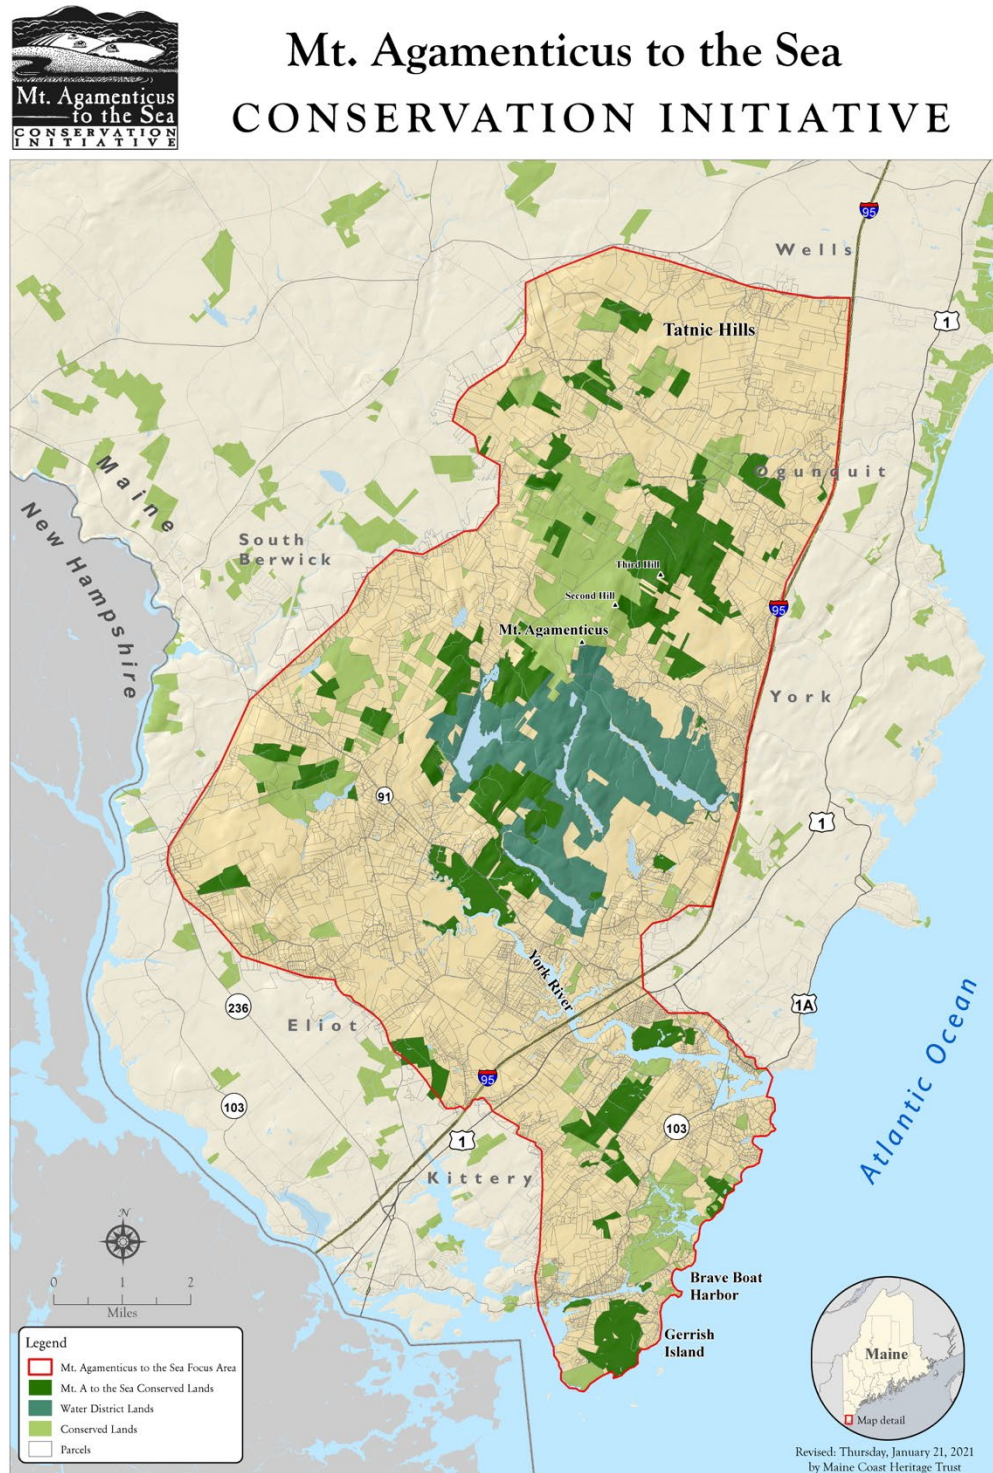 Mt. Agamenticus
to the Sea
CONSERVATION
INITIATIVE
Mt. Agamenticus to the Sea
CONSERVATION INITIATIVE
95
Wells
1
Tatnic Hills
Ogunquit
Maine
New Hampshire
South
Berwick
Third Hill
Second Hill
95
Mt. Agamenticus
York
91
1
York River
236
1A
Eliot
95
103
103
1
Kittery
Atlantic Ocean
N
0 1 2
Miles
Brave Boat
Harbor
Gerrish
Island
Legend
Mt. Agamenticus to the Sea Focus Area
Mt. A to the Sea Conserved Lands
Water District Lands
Conserved Lands
Parcels
Maine
Map detail
Revised: Thursday, January 21, 2021
by Maine Coast Heritage Trust